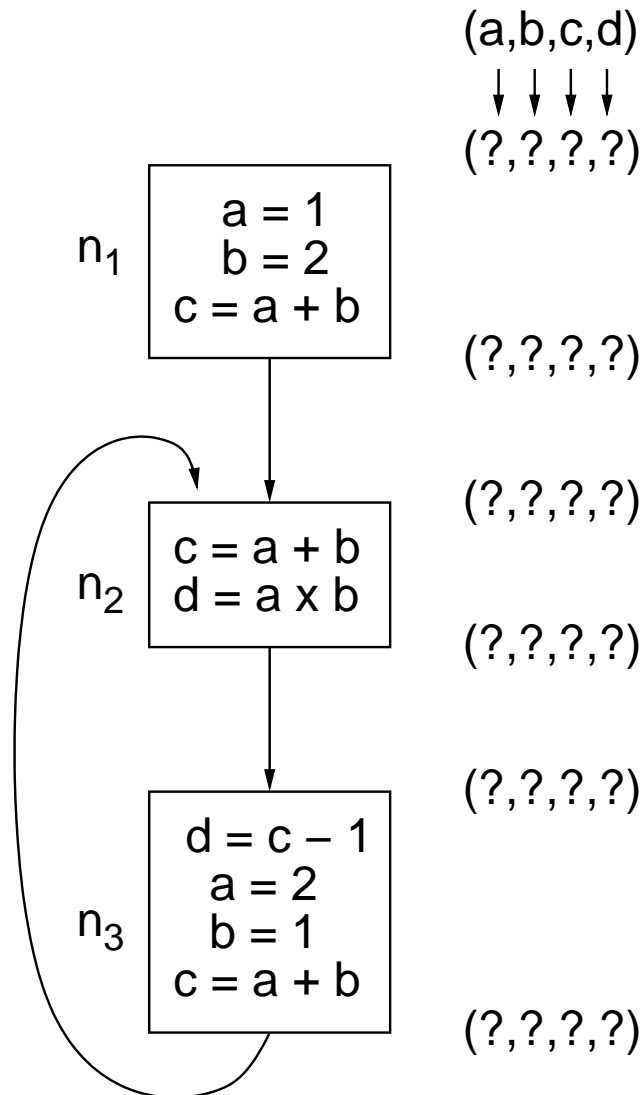 (a,b,c,d)
(?,?,?,?)
a = 1
n₁
b = 2
c = a + b
(?,?,?,?)
(?,?,?,?)
c = a + b
n₂
d = a x b
(?,?,?,?)
(?,?,?,?)
d = c – 1
a = 2
n₃
b = 1
c = a + b
(?,?,?,?)